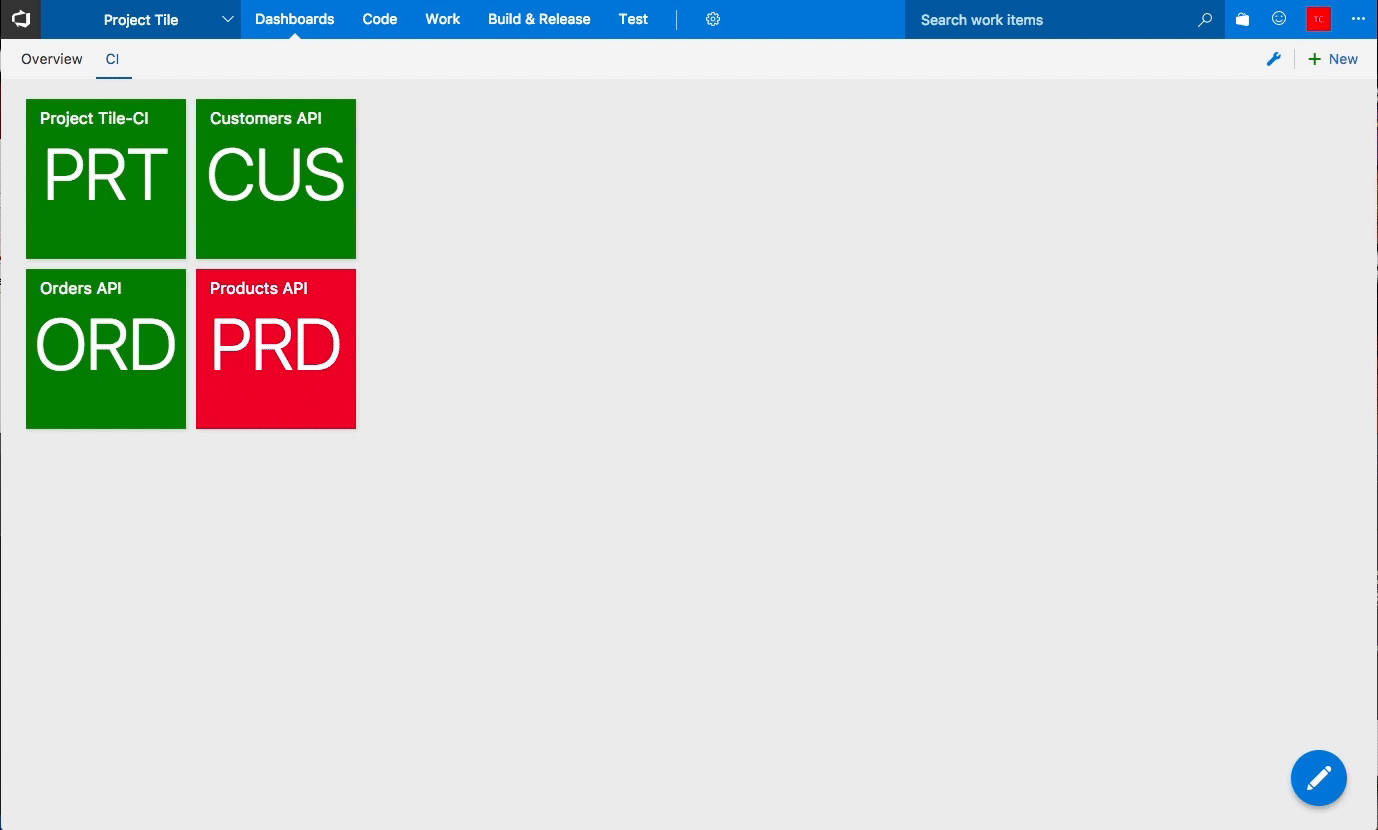 Project Tile
Dashboards
Code
Work
Build & Release
Test
Search work items
TC
Overview
CI
New
Project Tile-CI
PRT
Customers API
CUS
Orders API
ORD
Products API
PRD